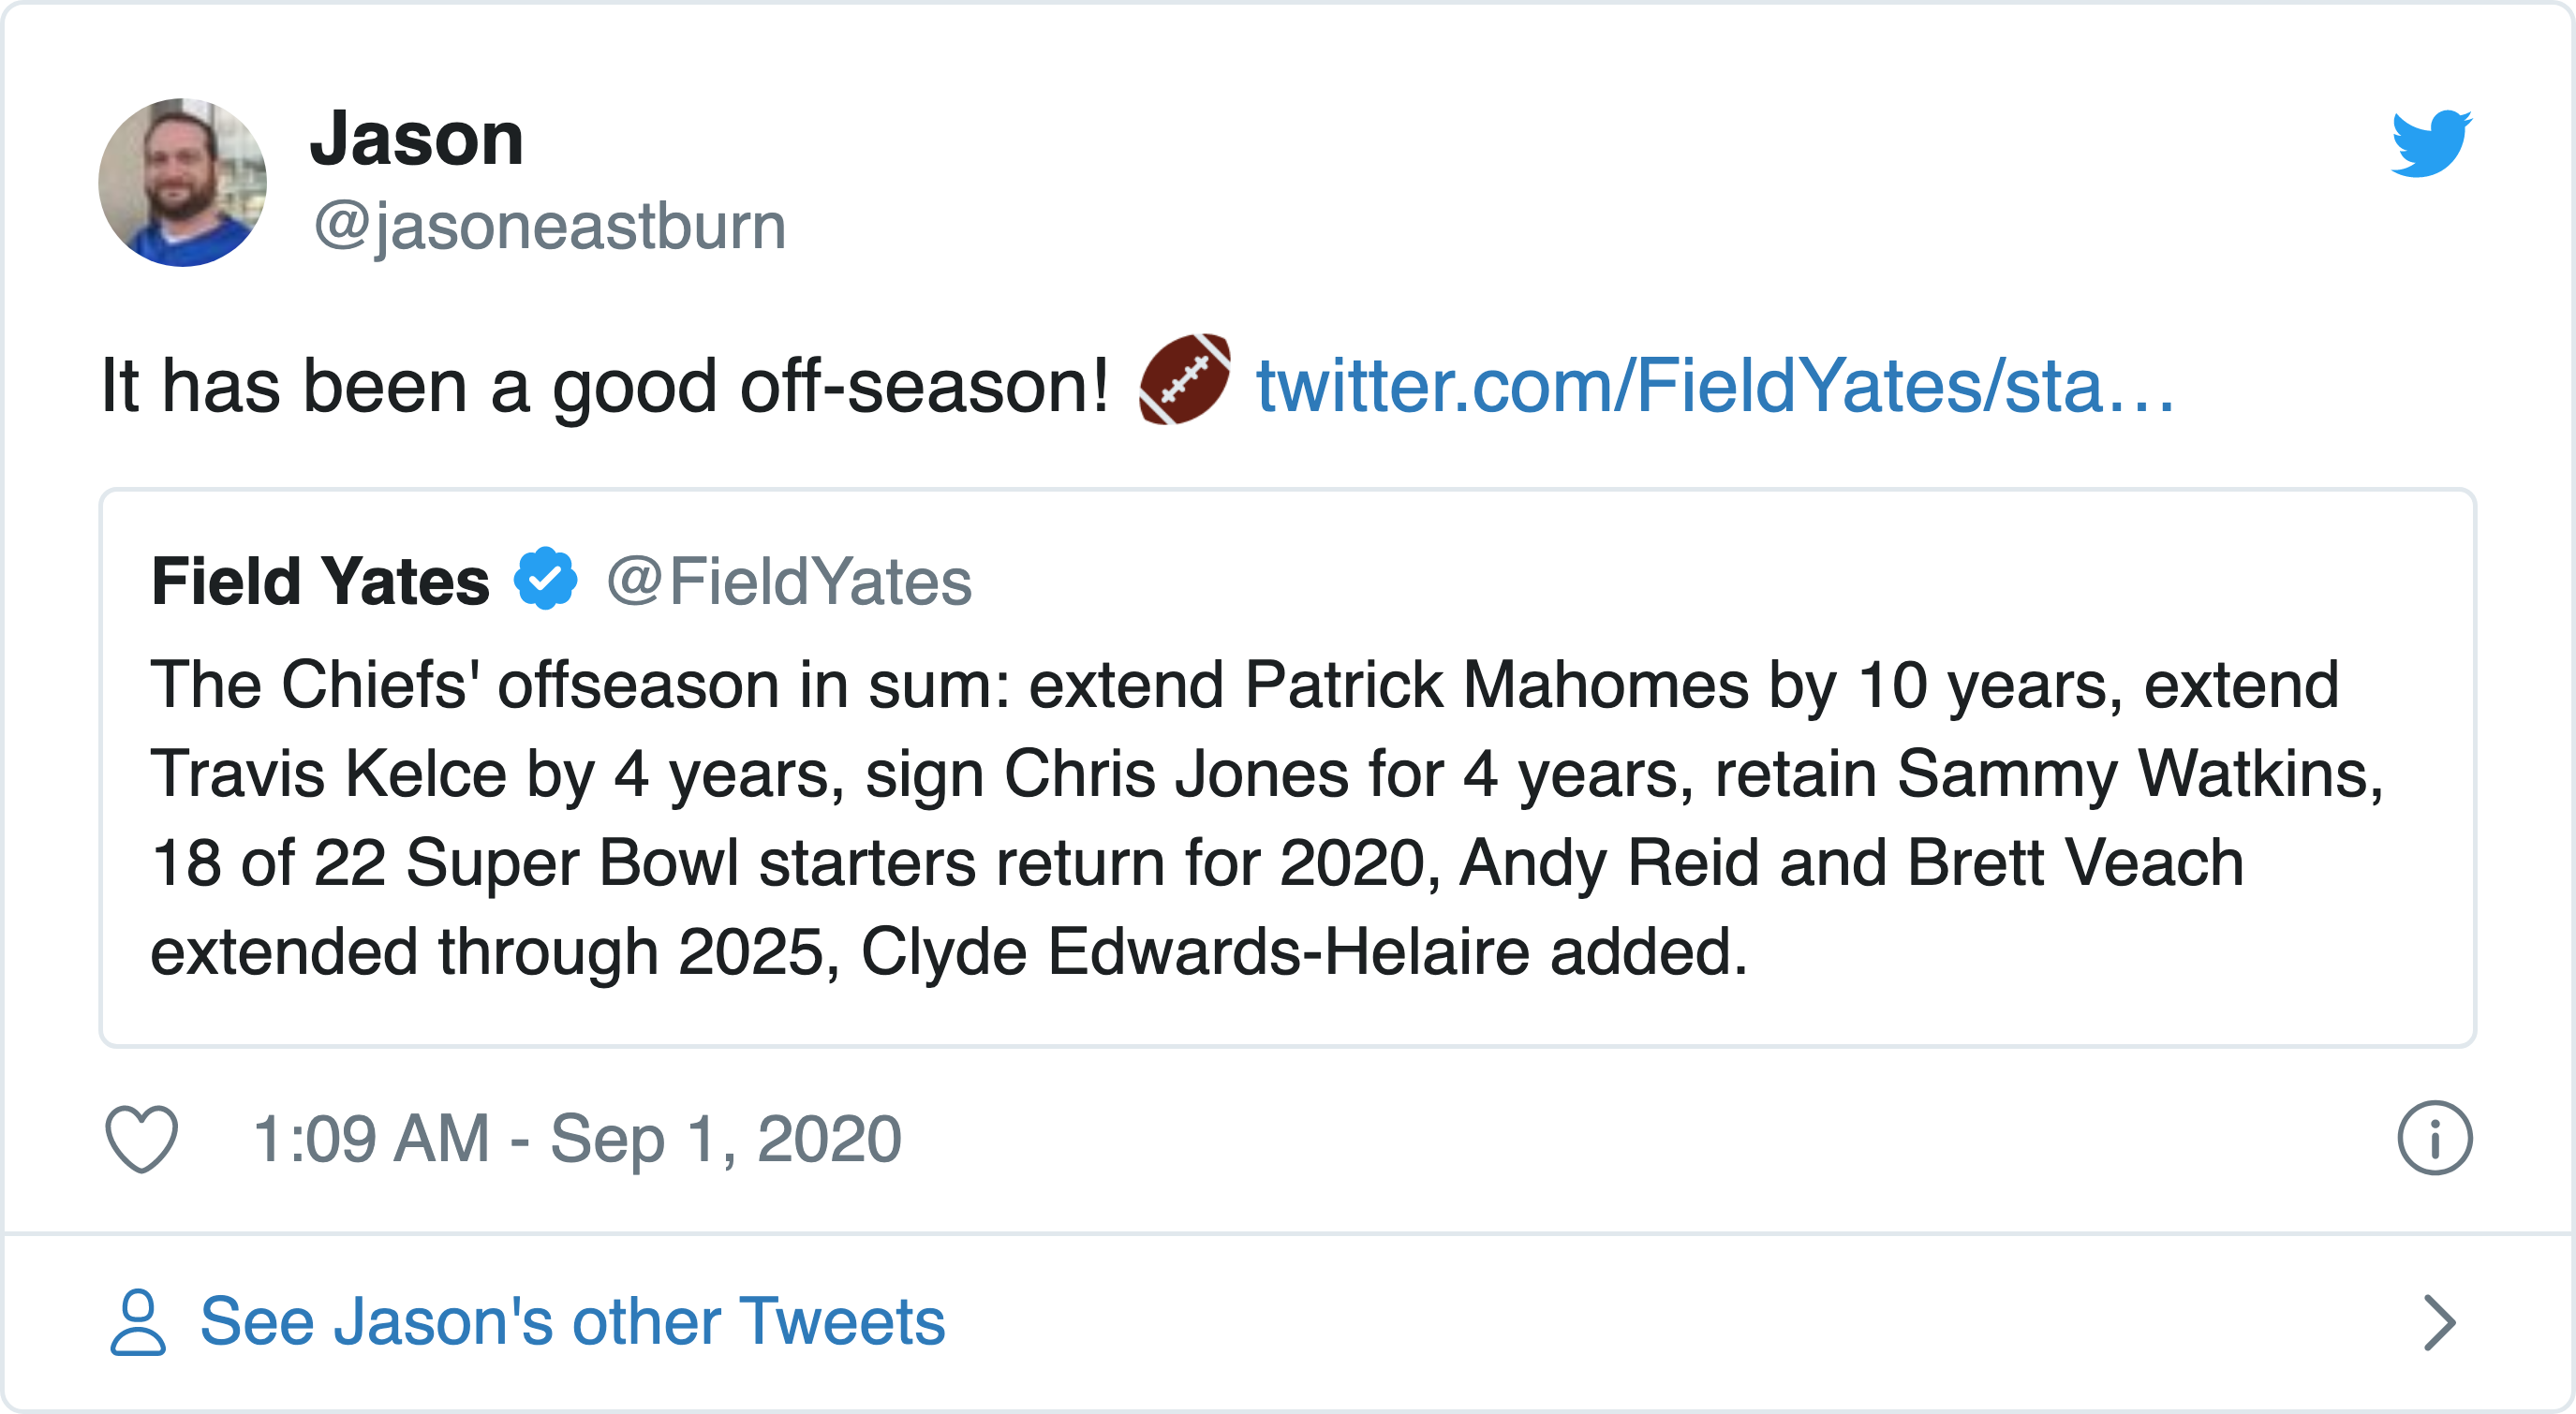 Jason
@jasoneastburn
It has been a good off-season! 🏈 twitter.com/FieldYates/sta…
Field Yates @FieldYates
The Chiefs' offseason in sum: extend Patrick Mahomes by 10 years, extend
Travis Kelce by 4 years, sign Chris Jones for 4 years, retain Sammy Watkins,
18 of 22 Super Bowl starters return for 2020, Andy Reid and Brett Veach
extended through 2025, Clyde Edwards-Helaire added.
1:09 AM - Sep 1, 2020
See Jason's other Tweets